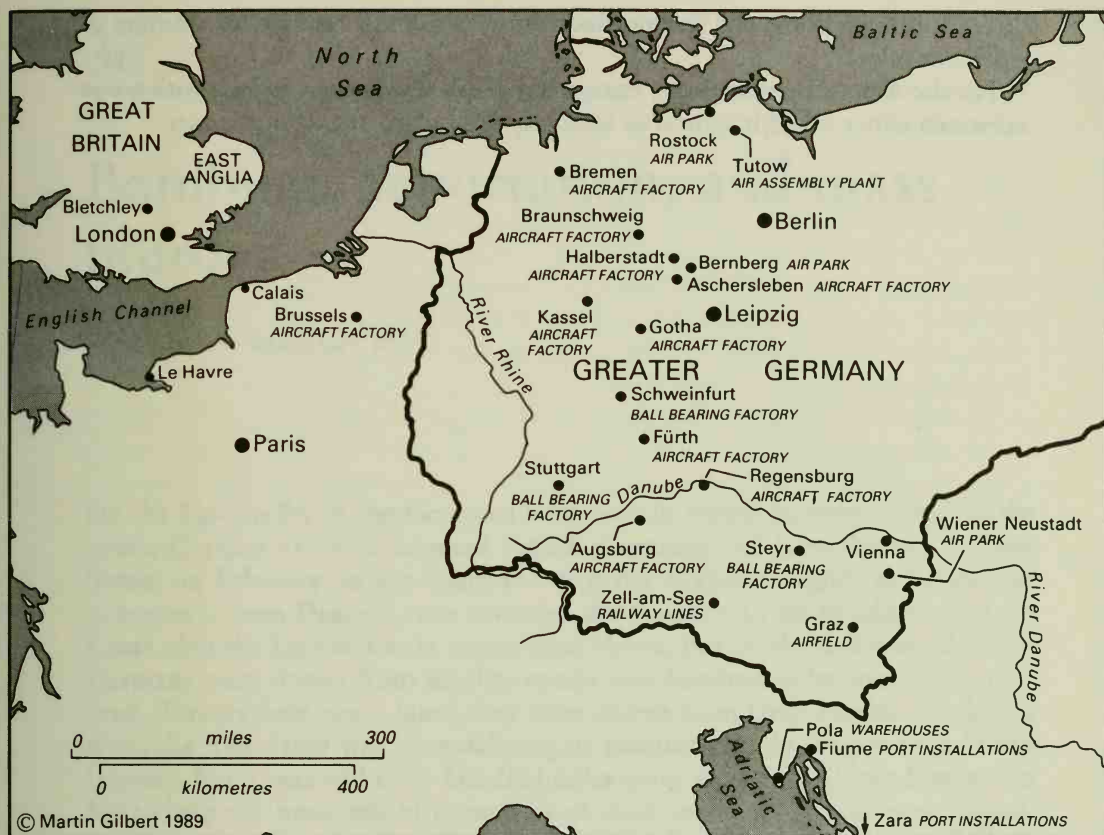 North
Sea
Baltic Sea
GREAT
BRITAIN
EAST
ANGLIA
Bletchley
London
English Channel
Calais
Brussels
AIRCRAFT FACTORY
Le Havre
Paris
River Rhine
Rostock
AIR PARK
Tutow
AIR ASSEMBLY PLANT
Bremen
AIRCRAFT FACTORY
Braunschweig
AIRCRAFT FACTORY
Berlin
Halberstadt
AIRCRAFT FACTORY
Bernberg AIR PARK
Aschersleben AIRCRAFT FACTORY
Kassel
AIRCRAFT
FACTORY
Leipzig
Gotha
AIRCRAFT FACTORY
GREATER GERMANY
Schweinfurt
BALL BEARING FACTORY
Fürth
AIRCRAFT FACTORY
Stuttgart
BALL BEARING
FACTORY
Danube
Regensburg
AIRCRAFT FACTORY
Augsburg
AIRCRAFT FACTORY
Steyr
BALL BEARING
FACTORY
Vienna
Wiener Neustadt
AIR PARK
Zell-am-See
RAILWAY LINES
Graz
AIRFIELD
River Danube
Pola WAREHOUSES
Fiume PORT INSTALLATIONS
Adriatic
Sea
Zara PORT INSTALLATIONS
0 miles 300
0 kilometres 400
© Martin Gilbert 1989